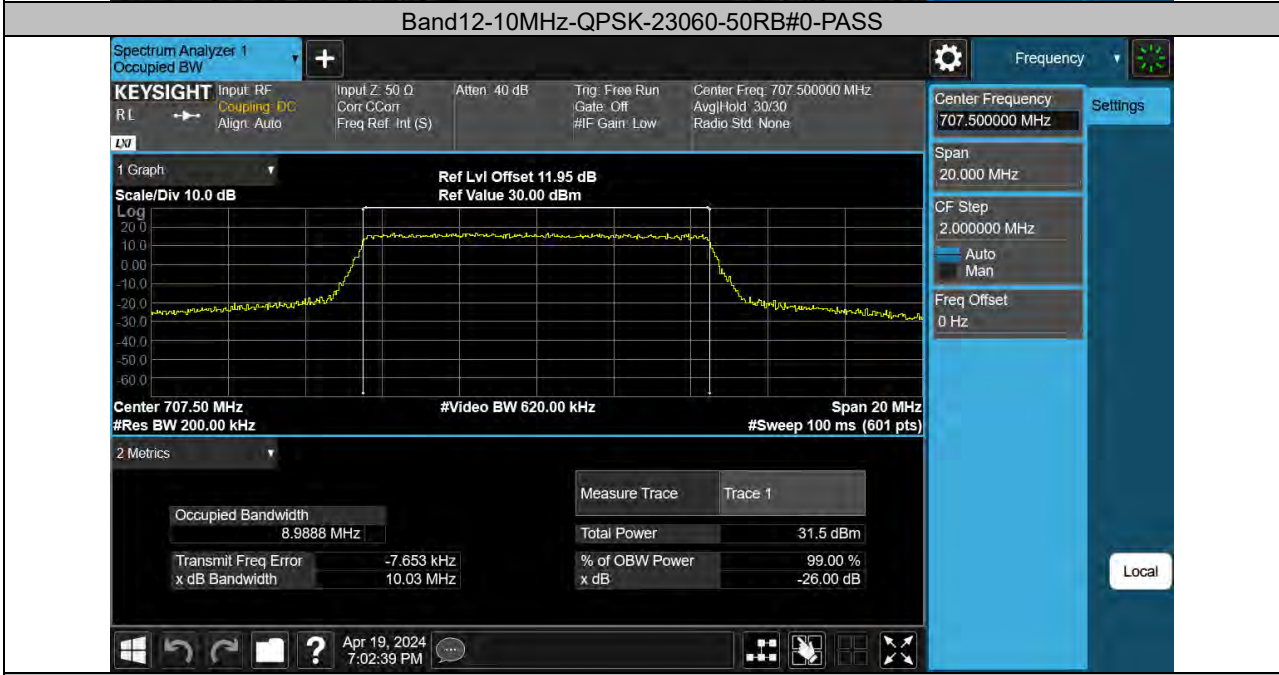 Band12-10MHz-QPSK-23060-50RB#0-PASS
Spectrum Analyzer 1
Occupied BW
+
Frequency
KEYSIGHT
RL
LXI
Input: RF
Coupling: DC
Align: Auto
Input Z: 50 Ω
Corr CCorr
Freq Ref: Int (S)
Atten: 40 dB
Trig: Free Run
Gate: Off
#IF Gain: Low
Center Freq: 707.500000 MHz
Avg|Hold: 30/30
Radio Std: None
Center Frequency
707.500000 MHz
Settings
Span
20.000 MHz
CF Step
2.000000 MHz
Auto
Man
Freq Offset
0 Hz
Local
1 Graph
Scale/Div 10.0 dB
Ref Lvl Offset 11.95 dB
Ref Value 30.00 dBm
Log
20.0
10.0
0.00
-10.0
-20.0
-30.0
-40.0
-50.0
-60.0
Center 707.50 MHz
#Video BW 620.00 kHz
Span 20 MHz
#Res BW 200.00 kHz
#Sweep 100 ms (601 pts)
2 Metrics
Measure Trace
Trace 1
Occupied Bandwidth
8.9888 MHz
Total Power
31.5 dBm
Transmit Freq Error
-7.653 kHz
% of OBW Power
99.00 %
x dB Bandwidth
10.03 MHz
x dB
-26.00 dB
?
Apr 19, 2024
7:02:39 PM